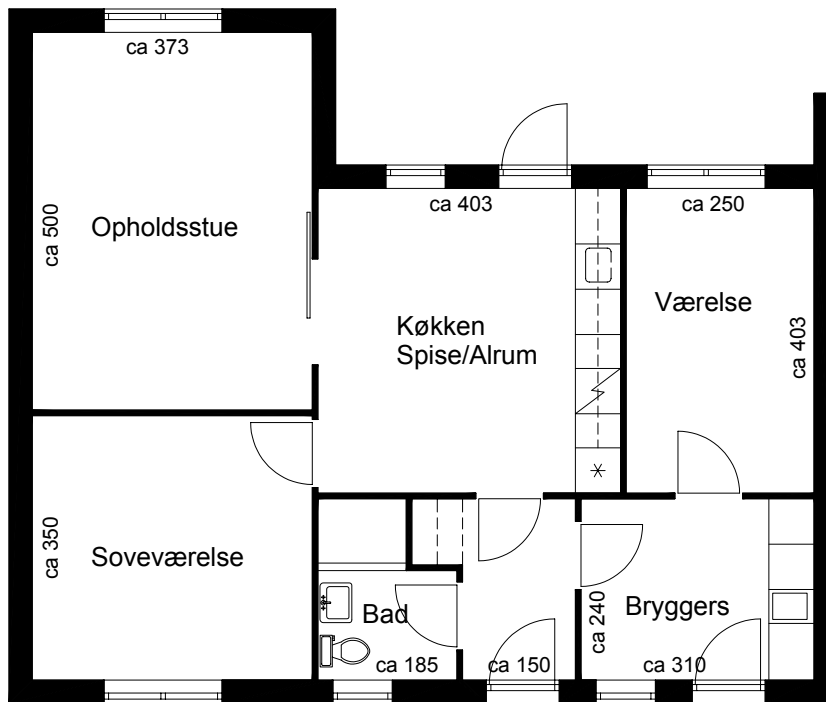 ca 373
ca 403
ca 250
ca 500
Opholdsstue
Værelse
Køkken
Spise/Alrum
ca 403
ca 350
Soveværelse
Bad
ca 240
Bryggers
ca 185
ca 150
ca 310